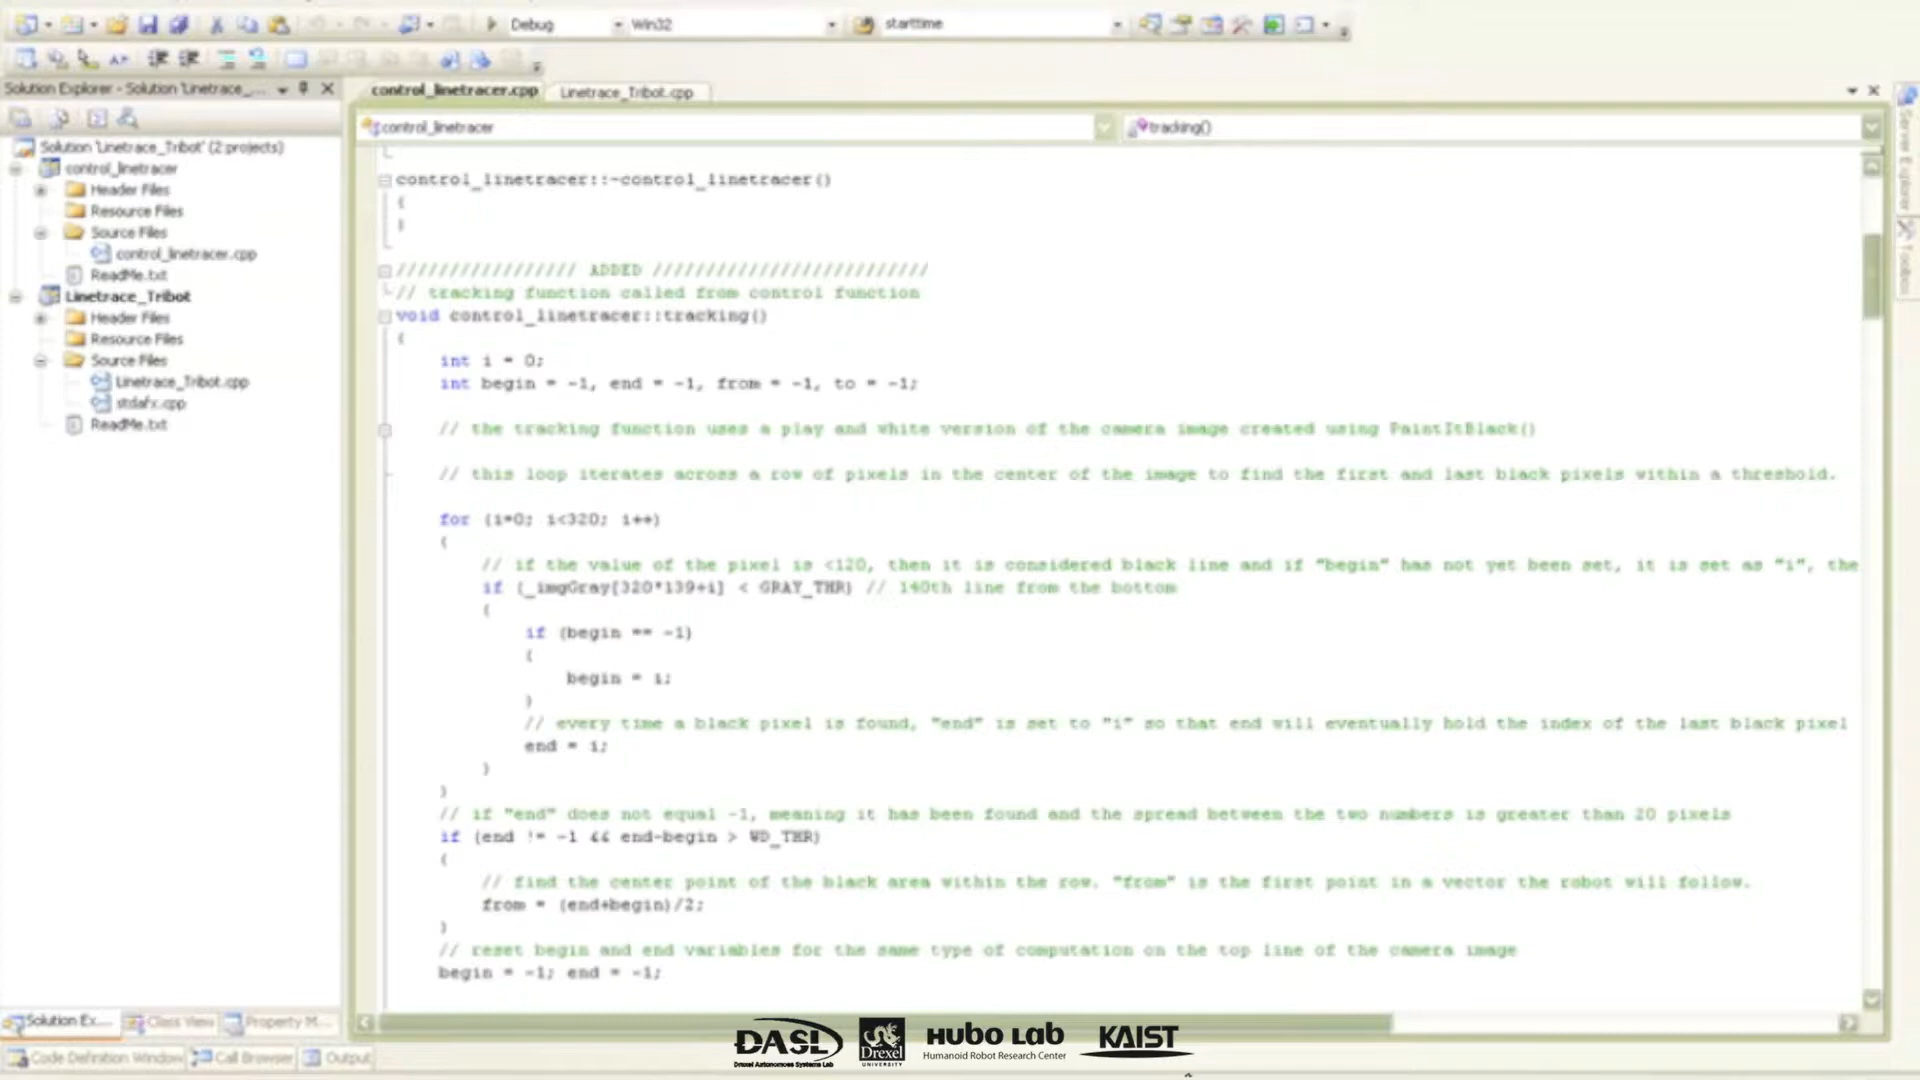 Debug
Win32
starttime
Solution Explorer - Solution 'Linetrace_...
control_linetracer.cpp
Linetrace_Tribot.cpp
control_linetracer
tracking()
Server Explorer
Toolbox
Solution 'Linetrace_Tribot' (2 projects)
control_linetracer
Header Files
Resource Files
Source Files
control_linetracer.cpp
ReadMe.txt
Linetrace_Tribot
Header Files
Resource Files
Source Files
Linetrace_Tribot.cpp
stdafx.cpp
ReadMe.txt
control_linetracer::~control_linetracer()
{
}
///////////////// ADDED //////////////////////////
// tracking function called from control function
void control_linetracer::tracking()
{
int i = 0;
int begin = -1, end = -1, from = -1, to = -1;
// the tracking function uses a play and white version of the camera image created using PaintItBlack()
// this loop iterates across a row of pixels in the center of the image to find the first and last black pixels within a threshold.
for (i=0; i<320; i++)
{
// if the value of the pixel is <120, then it is considered black line and if "begin" has not yet been set, it is set as "i", the
if (_imgGray[320*139+i] < GRAY_THR) // 140th line from the bottom
{
if (begin == -1)
{
begin = i;
}
// every time a black pixel is found, "end" is set to "i" so that end will eventually hold the index of the last black pixel
end = i;
}
}
// if "end" does not equal -1, meaning it has been found and the spread between the two numbers is greater than 20 pixels
if (end != -1 && end-begin > WD_THR)
{
// find the center point of the black area within the row. "from" is the first point in a vector the robot will follow.
from = (end+begin)/2;
}
// reset begin and end variables for the same type of computation on the top line of the camera image
begin = -1; end = -1;
Solution Ex...
Class View
Property M...
Code Definition Window
Call Browser
Output
DASL
Drexel Autonomous Systems Lab
Drexel
UNIVERSITY
Hubo Lab
Humanoid Robot Research Center
KAIST